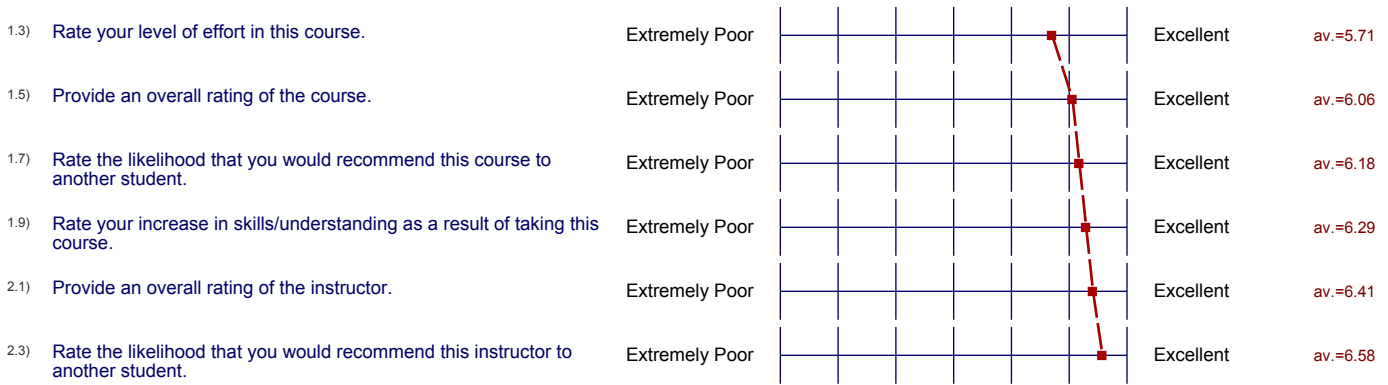 1.3) Rate your level of effort in this course. Extremely Poor Excellent av.=5.71
1.5) Provide an overall rating of the course. Extremely Poor Excellent av.=6.06
1.7) Rate the likelihood that you would recommend this course to Extremely Poor Excellent av.=6.18
another student.
1.9) Rate your increase in skills/understanding as a result of taking this Extremely Poor Excellent av.=6.29
course.
2.1) Provide an overall rating of the instructor. Extremely Poor Excellent av.=6.41
2.3) Rate the likelihood that you would recommend this instructor to Extremely Poor Excellent av.=6.58
another student.